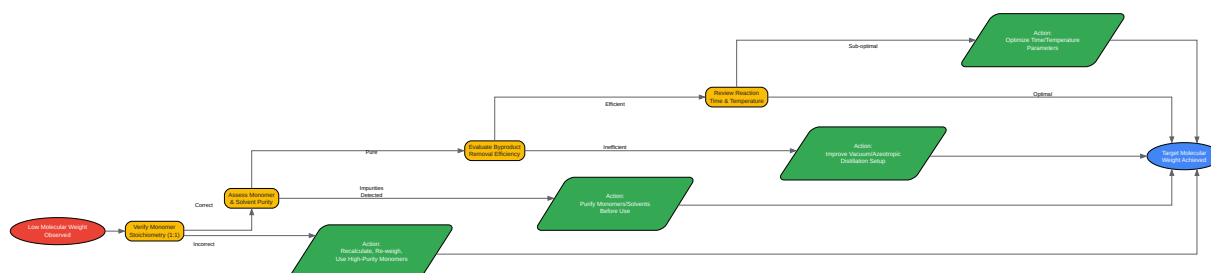 Low Molecular Weight
Observed
Verify Monomer
Stoichiometry (1:1)
Correct
Incorrect
Assess Monomer
& Solvent Purity
Pure
Impurities
Detected
Action:
Recalculate, Re-weigh,
Use High-Purity Monomers
Evaluate Byproduct
Removal Efficiency
Efficient
Inefficient
Action:
Purify Monomers/Solvents
Before Use
Review Reaction
Time & Temperature
Sub-optimal
Optimal
Action:
Improve Vacuum/Azeotropic
Distillation Setup
Action:
Optimize Time/Temperature
Parameters
Target Molecular
Weight Achieved